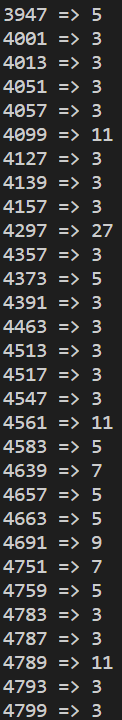 3947 => 5
4001 => 3
4013 => 3
4051 => 3
4057 => 3
4099 => 11
4127 => 3
4139 => 3
4157 => 3
4297 => 27
4357 => 3
4373 => 5
4391 => 3
4463 => 3
4513 => 3
4517 => 3
4547 => 3
4561 => 11
4583 => 5
4639 => 7
4657 => 5
4663 => 5
4691 => 9
4751 => 7
4759 => 5
4783 => 3
4787 => 3
4789 => 11
4793 => 3
4799 => 3